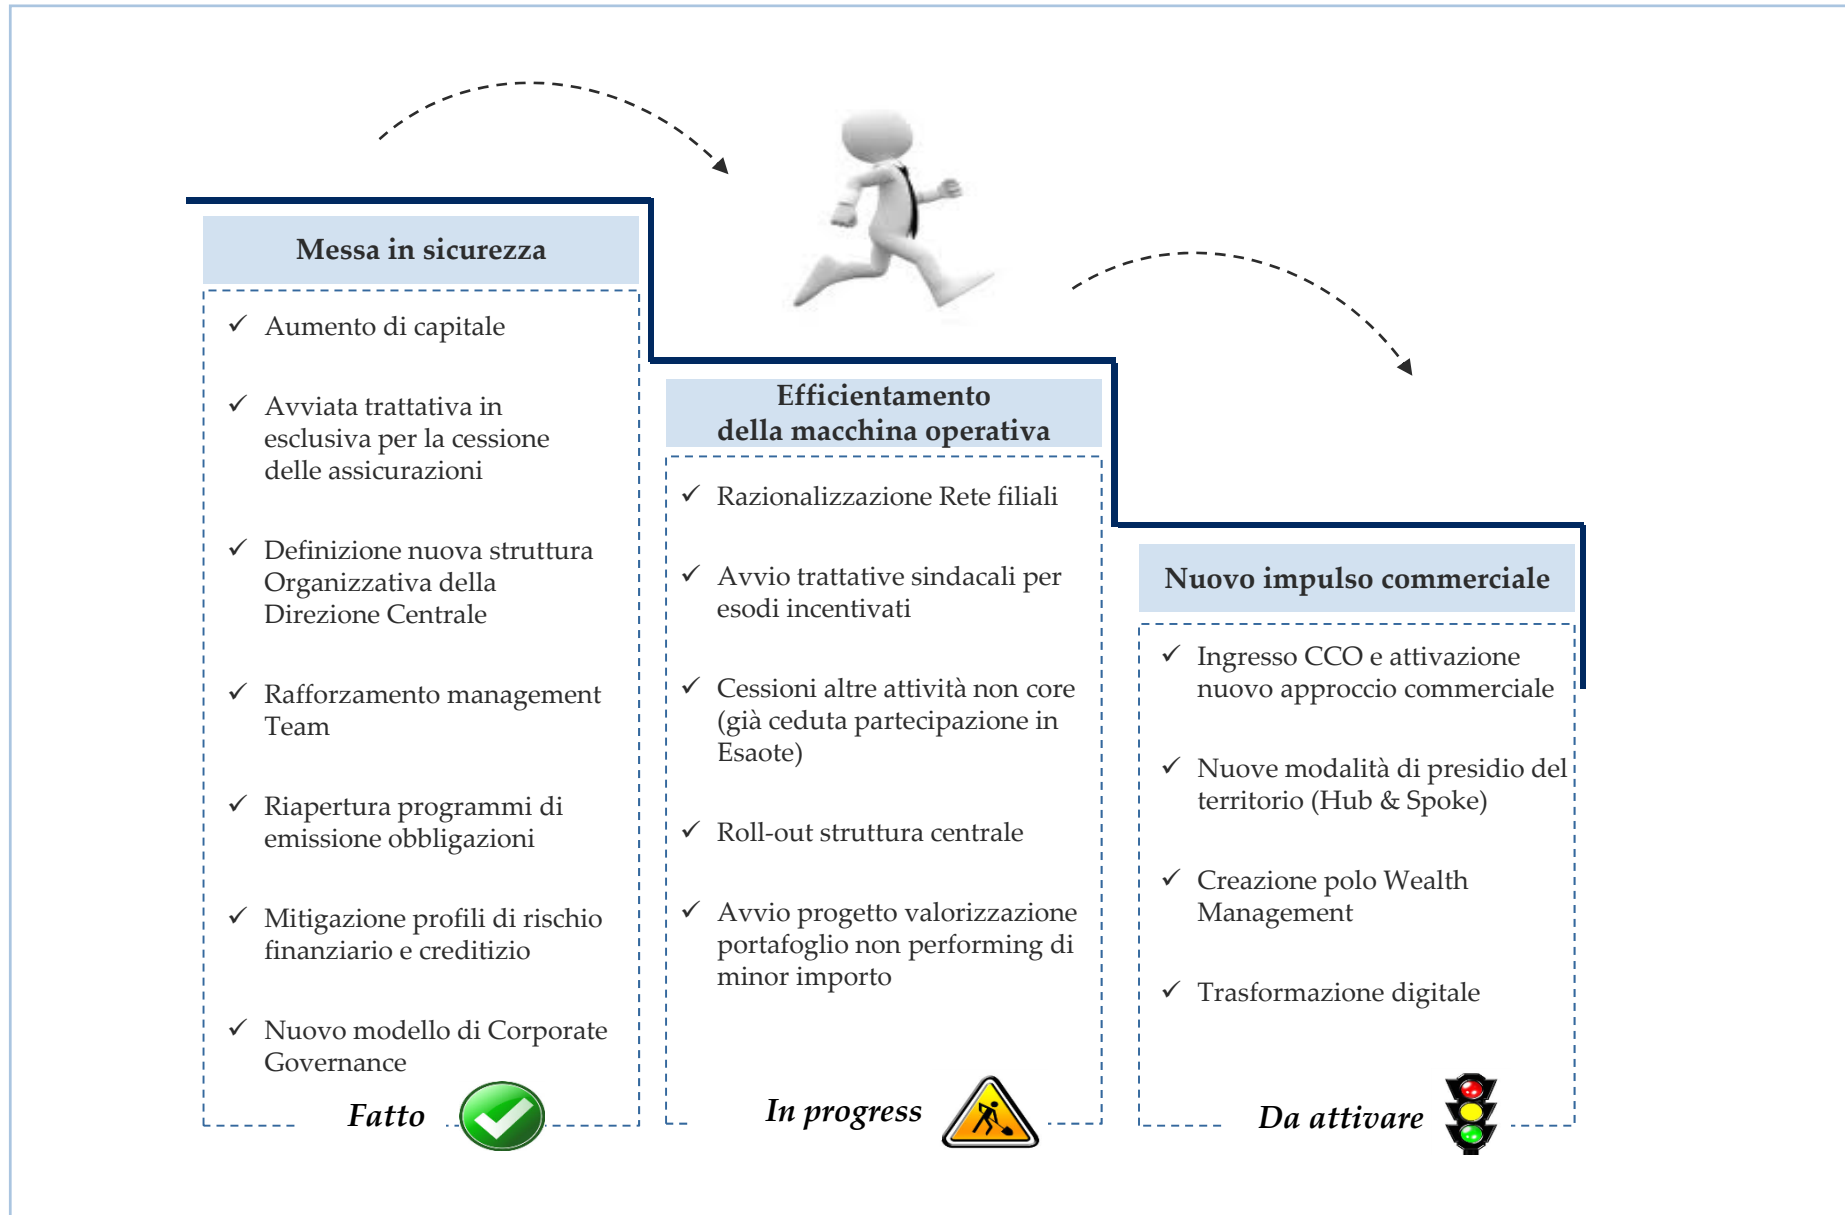 Messa in sicurezza
✓ Aumento di capitale
✓ Avviata trattativa in
esclusiva per la cessione
delle assicurazioni
✓ Definizione nuova struttura
Organizzativa della
Direzione Centrale
✓ Rafforzamento management
Team
✓ Riapertura programmi di
emissione obbligazioni
✓ Mitigazione profili di rischio
finanziario e creditizio
✓ Nuovo modello di Corporate
Governance
Fatto
Efficientamento
della macchina operativa
✓ Razionalizzazione Rete filiali
✓ Avvio trattative sindacali per
esodi incentivati
✓ Cessioni altre attività non core
(già ceduta partecipazione in
Esaote)
✓ Roll-out struttura centrale
✓ Avvio progetto valorizzazione
portafoglio non performing di
minor importo
In progress
Nuovo impulso commerciale
✓ Ingresso CCO e attivazione
nuovo approccio commerciale
✓ Nuove modalità di presidio del
territorio (Hub & Spoke)
✓ Creazione polo Wealth
Management
✓ Trasformazione digitale
Da attivare